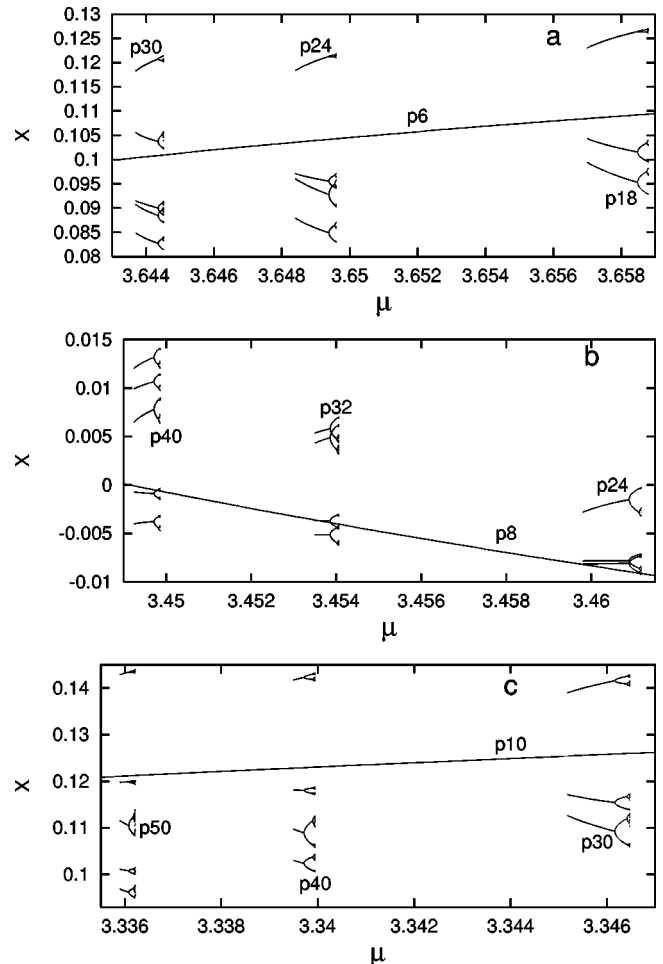 0.13
p30
p24
a
0.125
0.12
0.115
x
0.11
p6
0.105
0.1
0.095
0.09
p18
0.085
0.08
3.644 3.646 3.648 3.65 3.652 3.654 3.656 3.658
μ
0.015
b
0.01
p32
x
0.005
p40
0
p24
-0.005
p8
-0.01
3.45 3.452 3.454 3.456 3.458 3.46
μ
c
0.14
x
0.13
p10
0.12
0.11
p50
p30
0.1
p40
3.336 3.338 3.34 3.342 3.344 3.346
μ